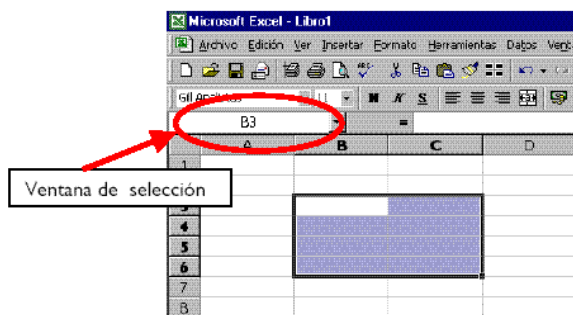 Microsoft Excel - Libro1
Archivo Edición Ver Insertar Formato Herramientas Datos
11 N K S
B3 =
A B C D
1
Ventana de selección
3
4
5
6
7
8